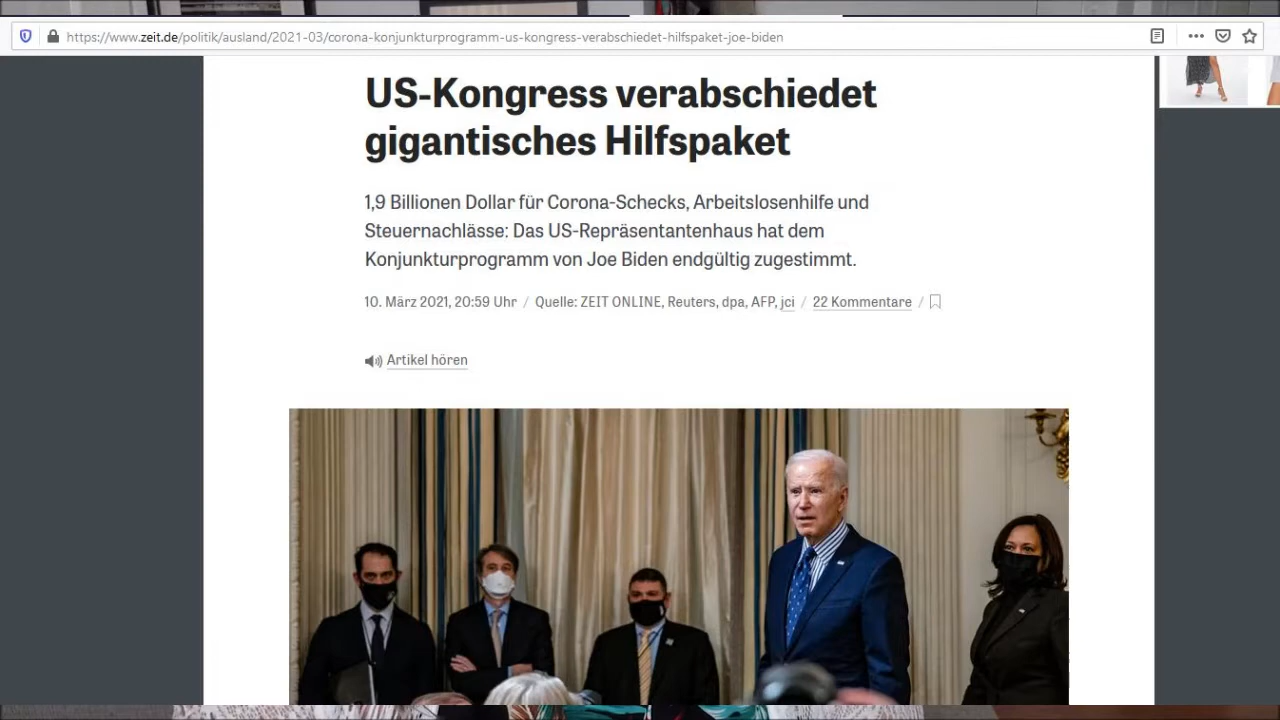 https://www.zeit.de/politik/ausland/2021-03/corona-konjunkturprogramm-us-kongress-verabschiedet-hilfspaket-joe-biden
US-Kongress verabschiedet
gigantisches Hilfspaket
1,9 Billionen Dollar für Corona-Schecks, Arbeitslosenhilfe und
Steuernachlässe: Das US-Repräsentantenhaus hat dem
Konjunkturprogramm von Joe Biden endgültig zugestimmt.
10. März 2021, 20:59 Uhr / Quelle: ZEIT ONLINE, Reuters, dpa, AFP, jci / 22 Kommentare /
Artikel hören